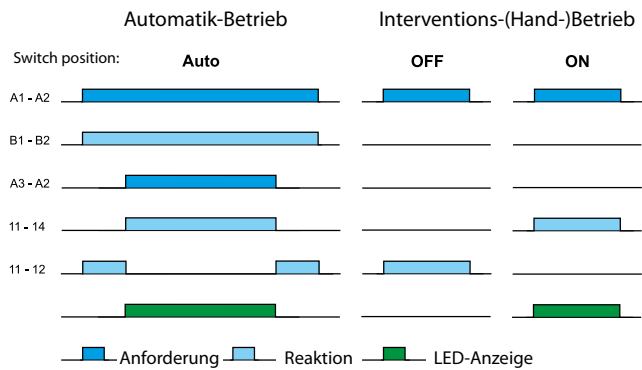 Automatik-Betrieb Interventions-(Hand-)Betrieb
Switch position: Auto OFF ON
A1 - A2
B1 - B2
A3 - A2
11 - 14
11 - 12
Anforderung Reaktion LED-Anzeige